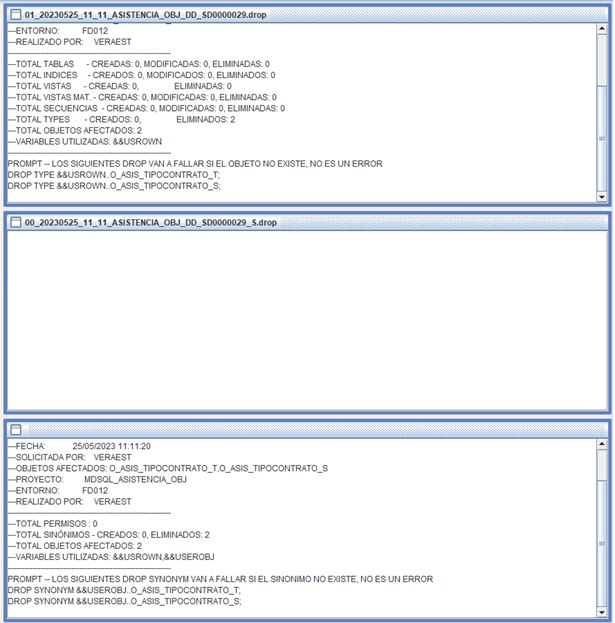 01_20230525_11_11_ASISTENCIA_OBJ_DD_SD0000029.drop
---ENTORNO: FD012
---REALIZADO POR: VERAEST
---TOTAL TABLAS - CREADAS: 0, MODIFICADAS: 0, ELIMINADAS: 0
---TOTAL INDICES - CREADOS: 0, MODIFICADOS: 0, ELIMINADOS: 0
---TOTAL VISTAS - CREADAS: 0, ELIMINADAS: 0
---TOTAL VISTAS MAT. - CREADAS: 0, MODIFICADAS: 0, ELIMINADAS: 0
---TOTAL SECUENCIAS - CREADAS: 0, MODIFICADAS: 0, ELIMINADAS: 0
---TOTAL TYPES - CREADOS: 0, ELIMINADOS: 2
---TOTAL OBJETOS AFECTADOS: 2
---VARIABLES UTILIZADAS: &&USROWN
PROMPT -- LOS SIGUIENTES DROP VAN A FALLAR SI EL OBJETO NO EXISTE, NO ES UN ERROR
DROP TYPE &&USROWN..O_ASIS_TIPOCONTRATO_T;
DROP TYPE &&USROWN..O_ASIS_TIPOCONTRATO_S;
00_20230525_11_11_ASISTENCIA_OBJ_DD_SD0000029_S.drop
---FECHA: 25/05/2023 11:11:20
---SOLICITADA POR: VERAEST
---OBJETOS AFECTADOS: O_ASIS_TIPOCONTRATO_T,O_ASIS_TIPOCONTRATO_S
---PROYECTO: MDSQL_ASISTENCIA_OBJ
---ENTORNO: FD012
---REALIZADO POR: VERAEST
---TOTAL PERMISOS : 0
---TOTAL SINÓNIMOS - CREADOS: 0, ELIMINADOS: 2
---TOTAL OBJETOS AFECTADOS: 2
---VARIABLES UTILIZADAS: &&USROWN,&&USEROBJ
PROMPT -- LOS SIGUIENTES DROP SYNONYM VAN A FALLAR SI EL SINONIMO NO EXISTE, NO ES UN ERROR
DROP SYNONYM &&USEROBJ..O_ASIS_TIPOCONTRATO_T;
DROP SYNONYM &&USEROBJ..O_ASIS_TIPOCONTRATO_S;